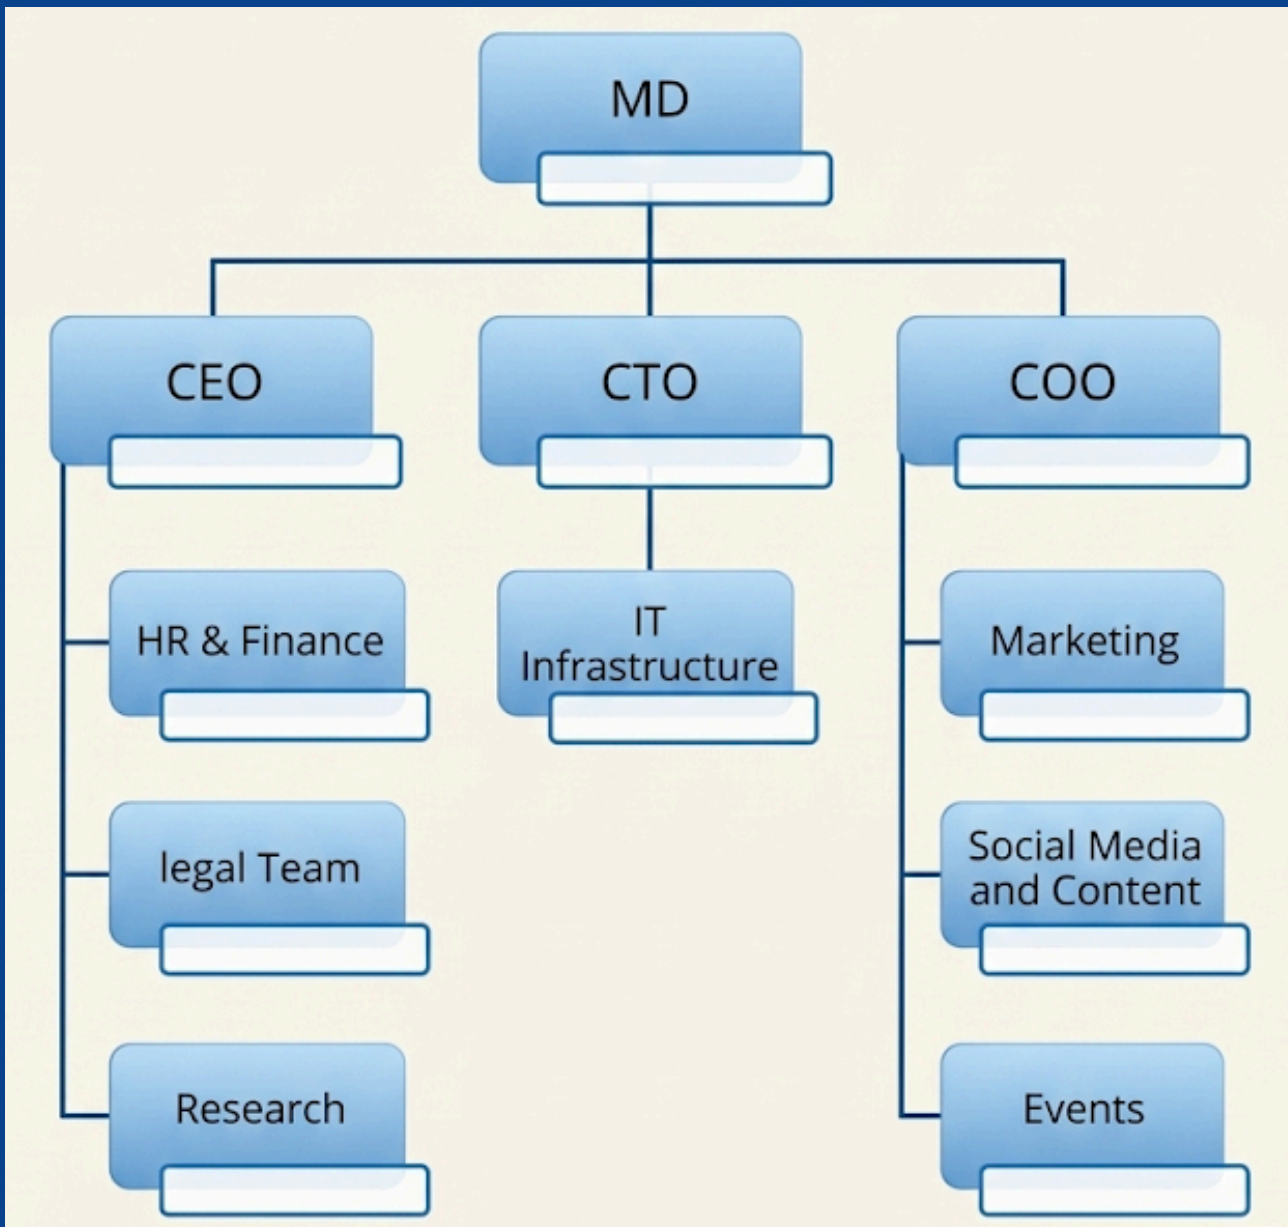 MD
CEO
CTO
COO
HR & Finance
IT
Infrastructure
Marketing
legal Team
Social Media
and Content
Research
Events